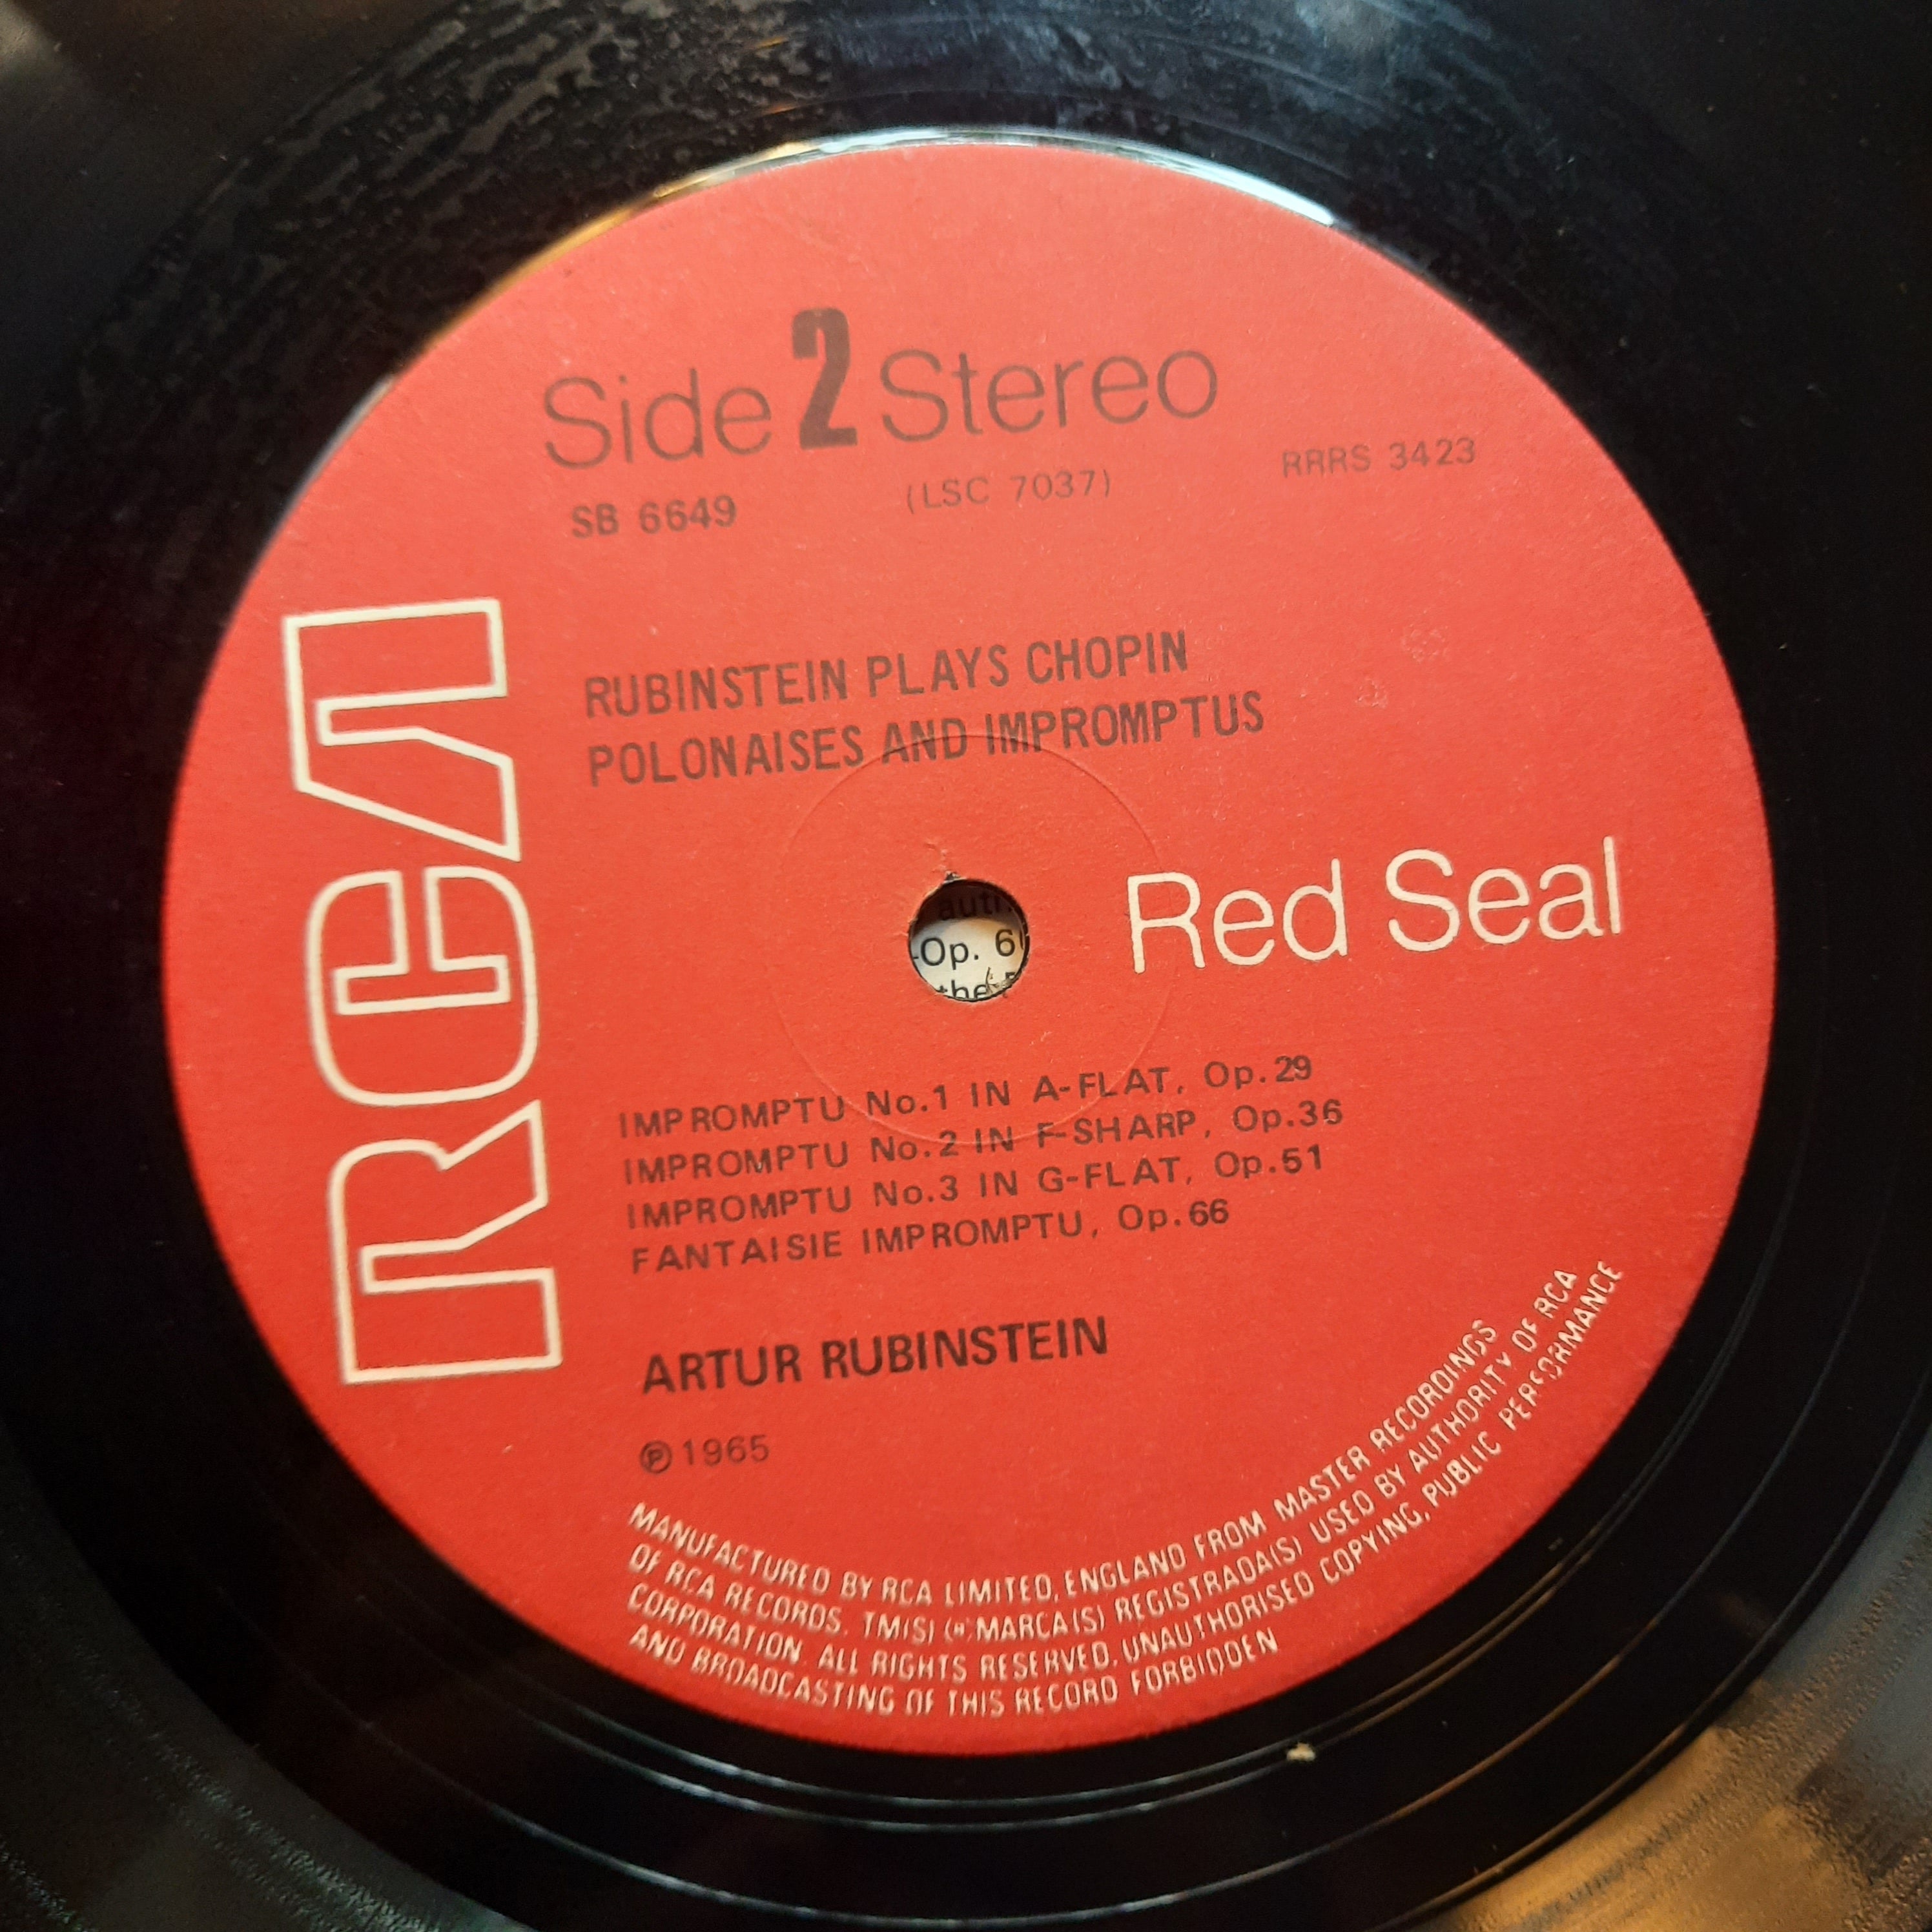 Side 2 Stereo
SB 6649 (LSC 7037) RRRS 3423
RUBINSTEIN PLAYS CHOPIN
POLONAISES AND IMPROMPTUS
RCA
Red Seal
Op. 6
the
IMPROMPTU No.1 IN A-FLAT, Op.29
IMPROMPTU No.2 IN F-SHARP, Op.36
IMPROMPTU No.3 IN G-FLAT, Op.51
FANTAISIE IMPROMPTU, Op.66
ARTUR RUBINSTEIN
℗ 1965
MANUFACTURED BY RCA LIMITED, ENGLAND FROM MASTER RECORDINGS
OF RCA RECORDS. TM(S) ® MARCA(S) REGISTRADA(S) USED BY AUTHORITY OF RCA
CORPORATION. ALL RIGHTS RESERVED. UNAUTHORISED COPYING, PUBLIC PERFORMANCE
AND BROADCASTING OF THIS RECORD FORBIDDEN